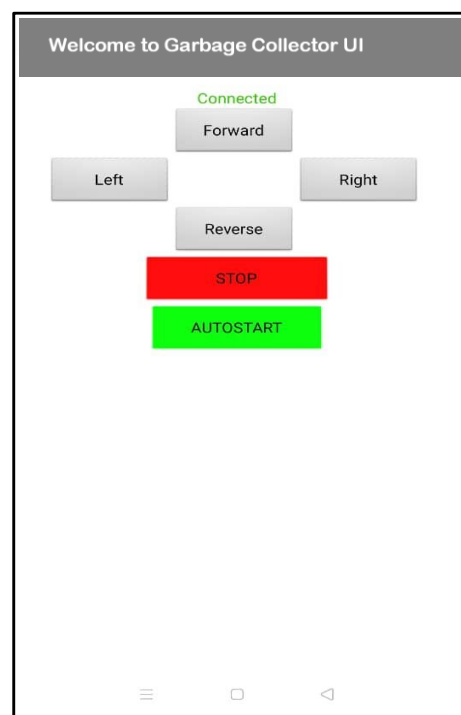 Welcome to Garbage Collector UI
Connected
Forward
Left Right
Reverse
STOP
AUTOSTART